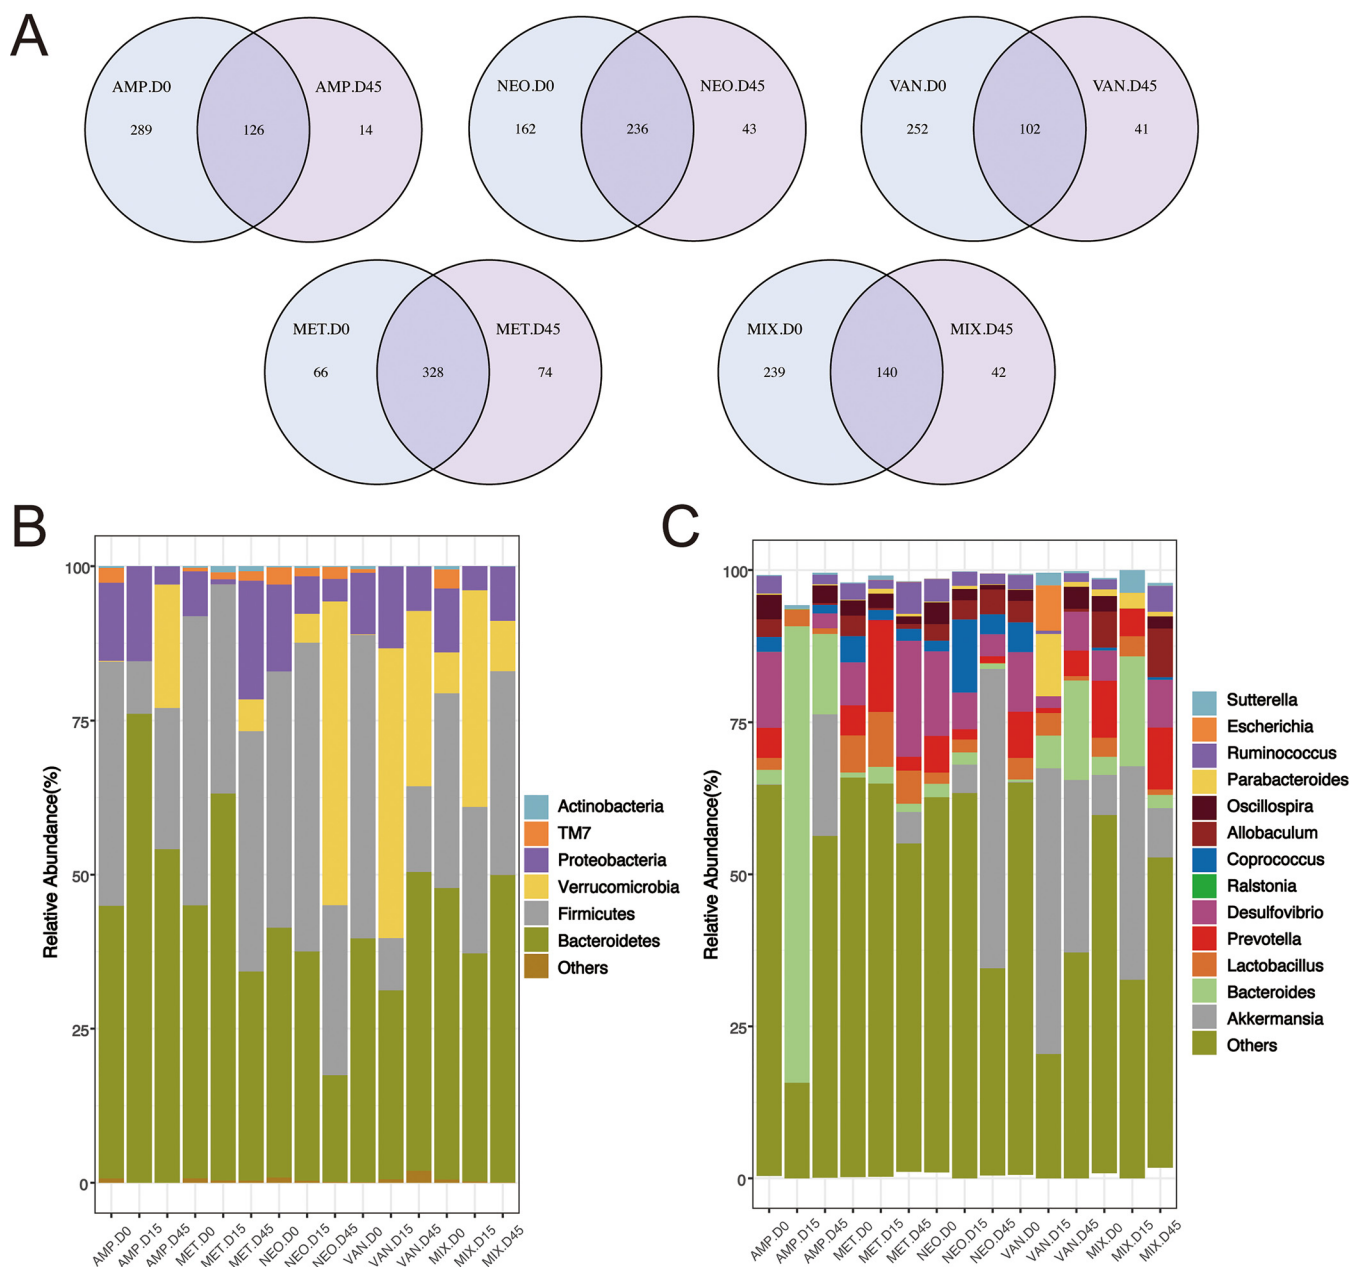 A
AMP.D0 AMP.D45
289 126 14
NEO.D0 NEO.D45
162 236 43
VAN.D0 VAN.D45
252 102 41
MET.D0 MET.D45
66 328 74
MIX.D0 MIX.D45
239 140 42
B
Relative Abundance(%)
100
75
50
25
0
AMP.D0 AMP.D15 AMP.D45 MET.D0 MET.D15 MET.D45 NEO.D0 NEO.D15 NEO.D45 VAN.D0 VAN.D15 VAN.D45 MIX.D0 MIX.D15 MIX.D45
Actinobacteria
TM7
Proteobacteria
Verrucomicrobia
Firmicutes
Bacteroidetes
Others
C
Relative Abundance(%)
100
75
50
25
0
AMP.D0 AMP.D15 AMP.D45 MET.D0 MET.D15 MET.D45 NEO.D0 NEO.D15 NEO.D45 VAN.D0 VAN.D15 VAN.D45 MIX.D0 MIX.D15 MIX.D45
Sutterella
Escherichia
Ruminococcus
Parabacteroides
Oscillospira
Allobaculum
Coprococcus
Ralstonia
Desulfovibrio
Prevotella
Lactobacillus
Bacteroides
Akkermansia
Others